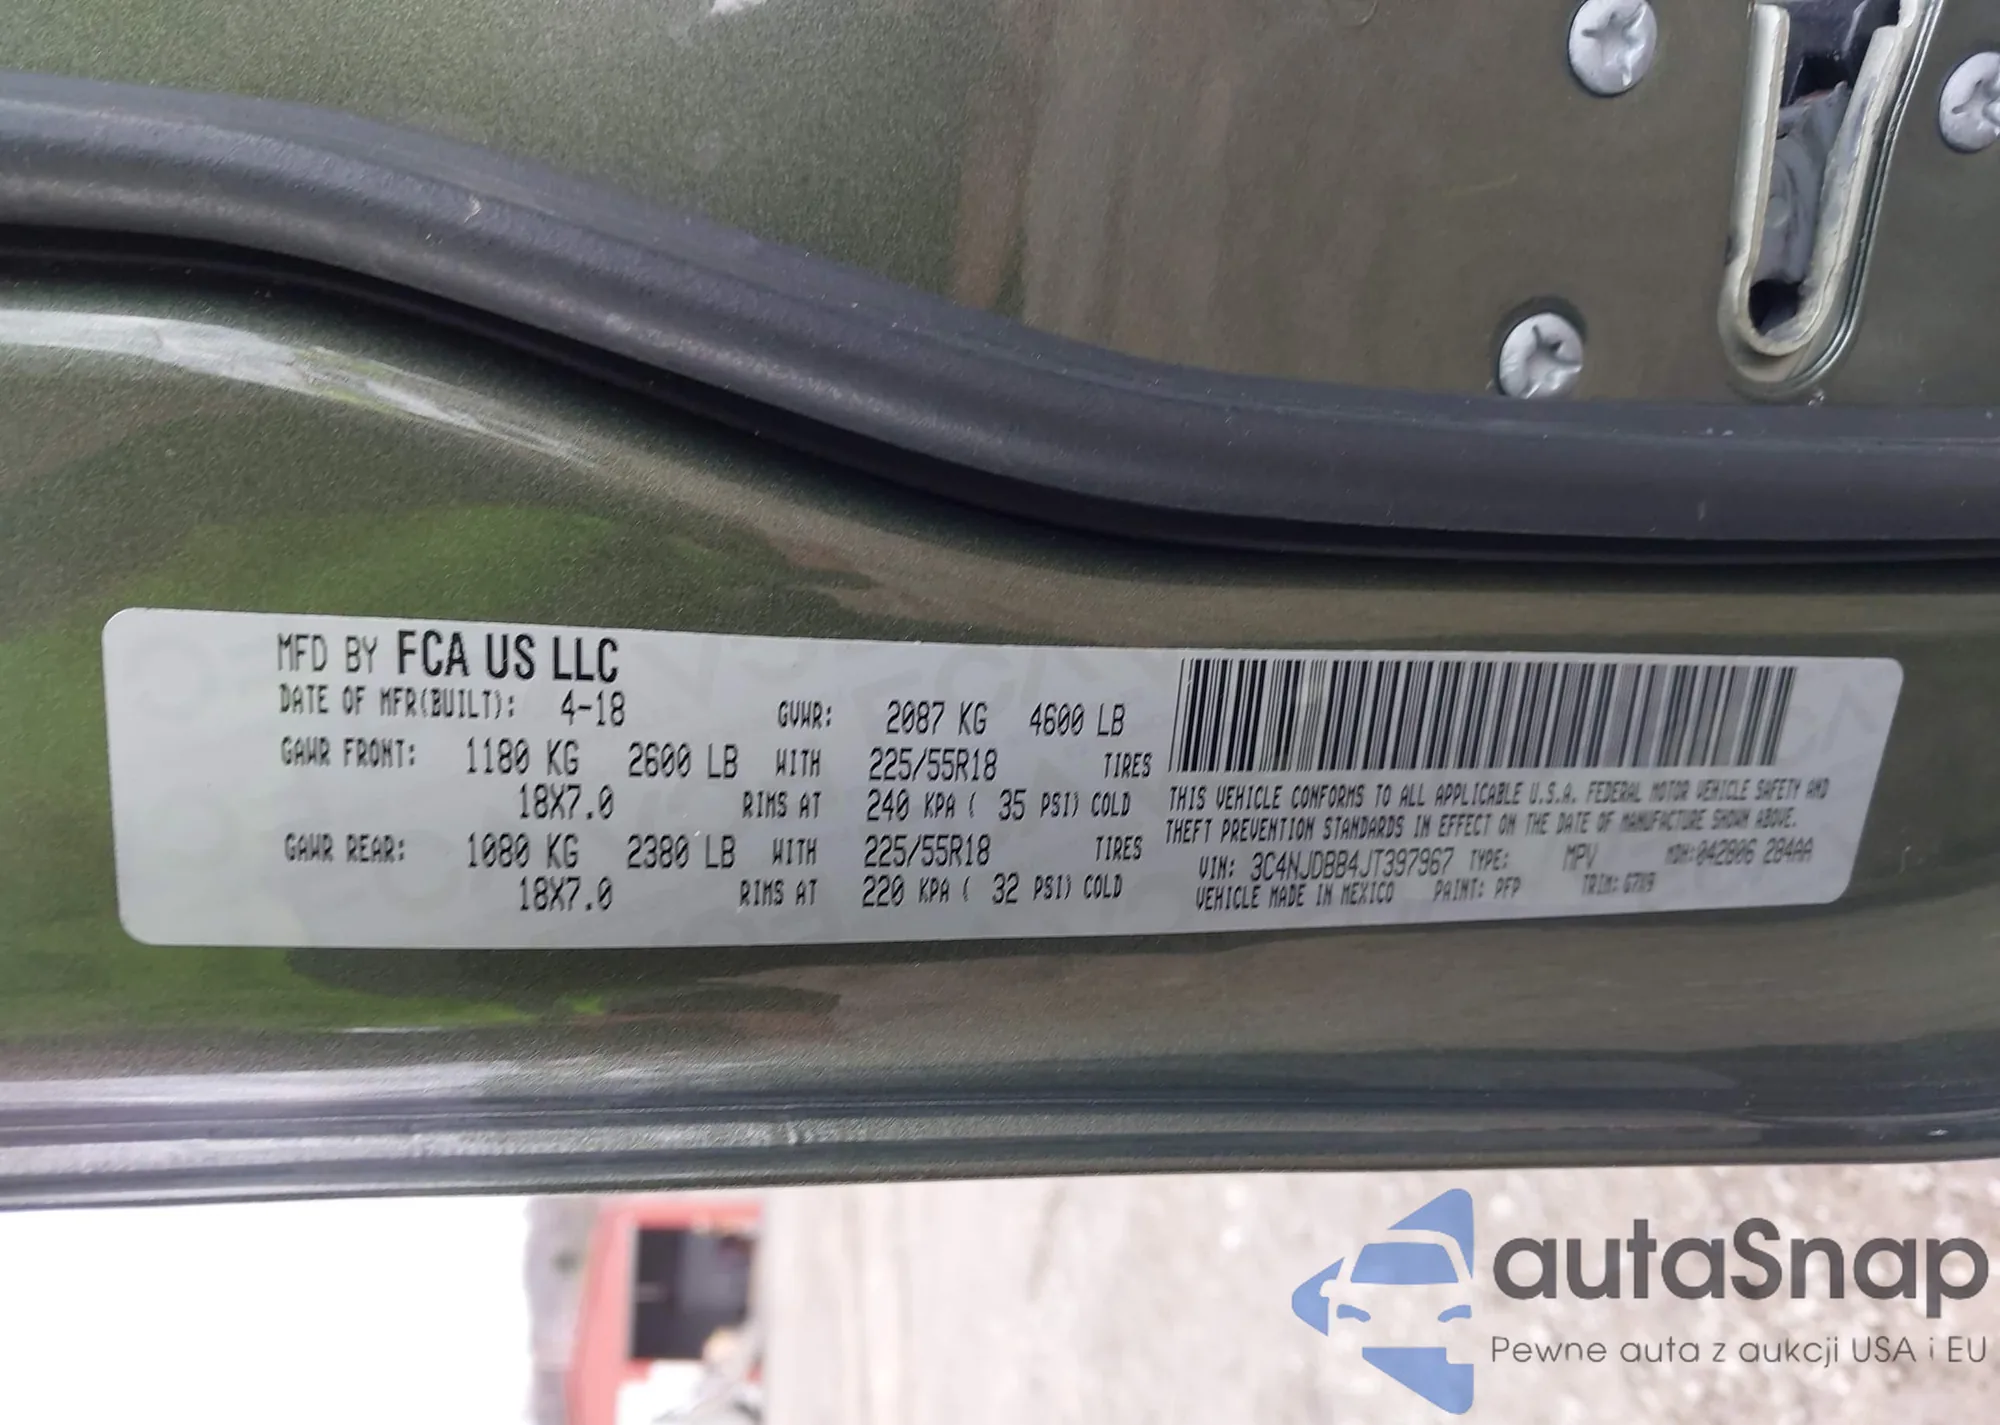 MFD BY FCA US LLC
DATE OF MFR(BUILT): 4-18 GVWR: 2087 KG 4600 LB
GAWR FRONT: 1180 KG 2600 LB WITH 225/55R18 TIRES
18X7.0 RIMS AT 240 KPA ( 35 PSI) COLD
GAWR REAR: 1080 KG 2380 LB WITH 225/55R18 TIRES
18X7.0 RIMS AT 220 KPA ( 32 PSI) COLD
THIS VEHICLE CONFORMS TO ALL APPLICABLE U.S.A. FEDERAL MOTOR VEHICLE SAFETY AND
THEFT PREVENTION STANDARDS IN EFFECT ON THE DATE OF MANUFACTURE SHOWN ABOVE.
VIN: 3C4NJDBB4JT397967 TYPE: MPV MDH:042806 284AA
VEHICLE MADE IN MEXICO PAINT: PFP TRIM:
autaSnap
Pewne auta z aukcji USA i EU